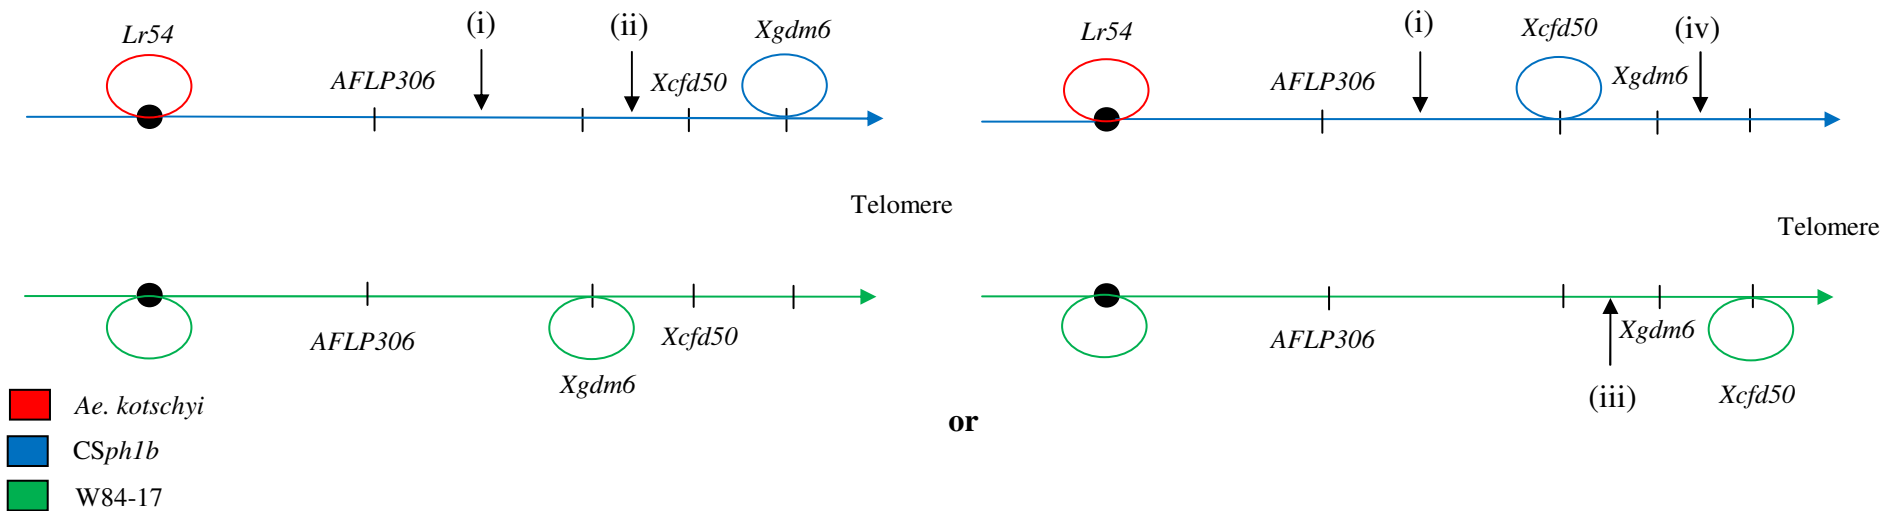 Lr54
(i)
(ii)
Xgdm6
AFLP306
Xcfd50
Telomere
AFLP306
Xgdm6
Xcfd50
Lr54
(i)
Xcfd50
(iv)
AFLP306
Xgdm6
Telomere
AFLP306
Xgdm6
(iii)
Xcfd50
or
Ae. kotschyi
CSph1b
W84-17